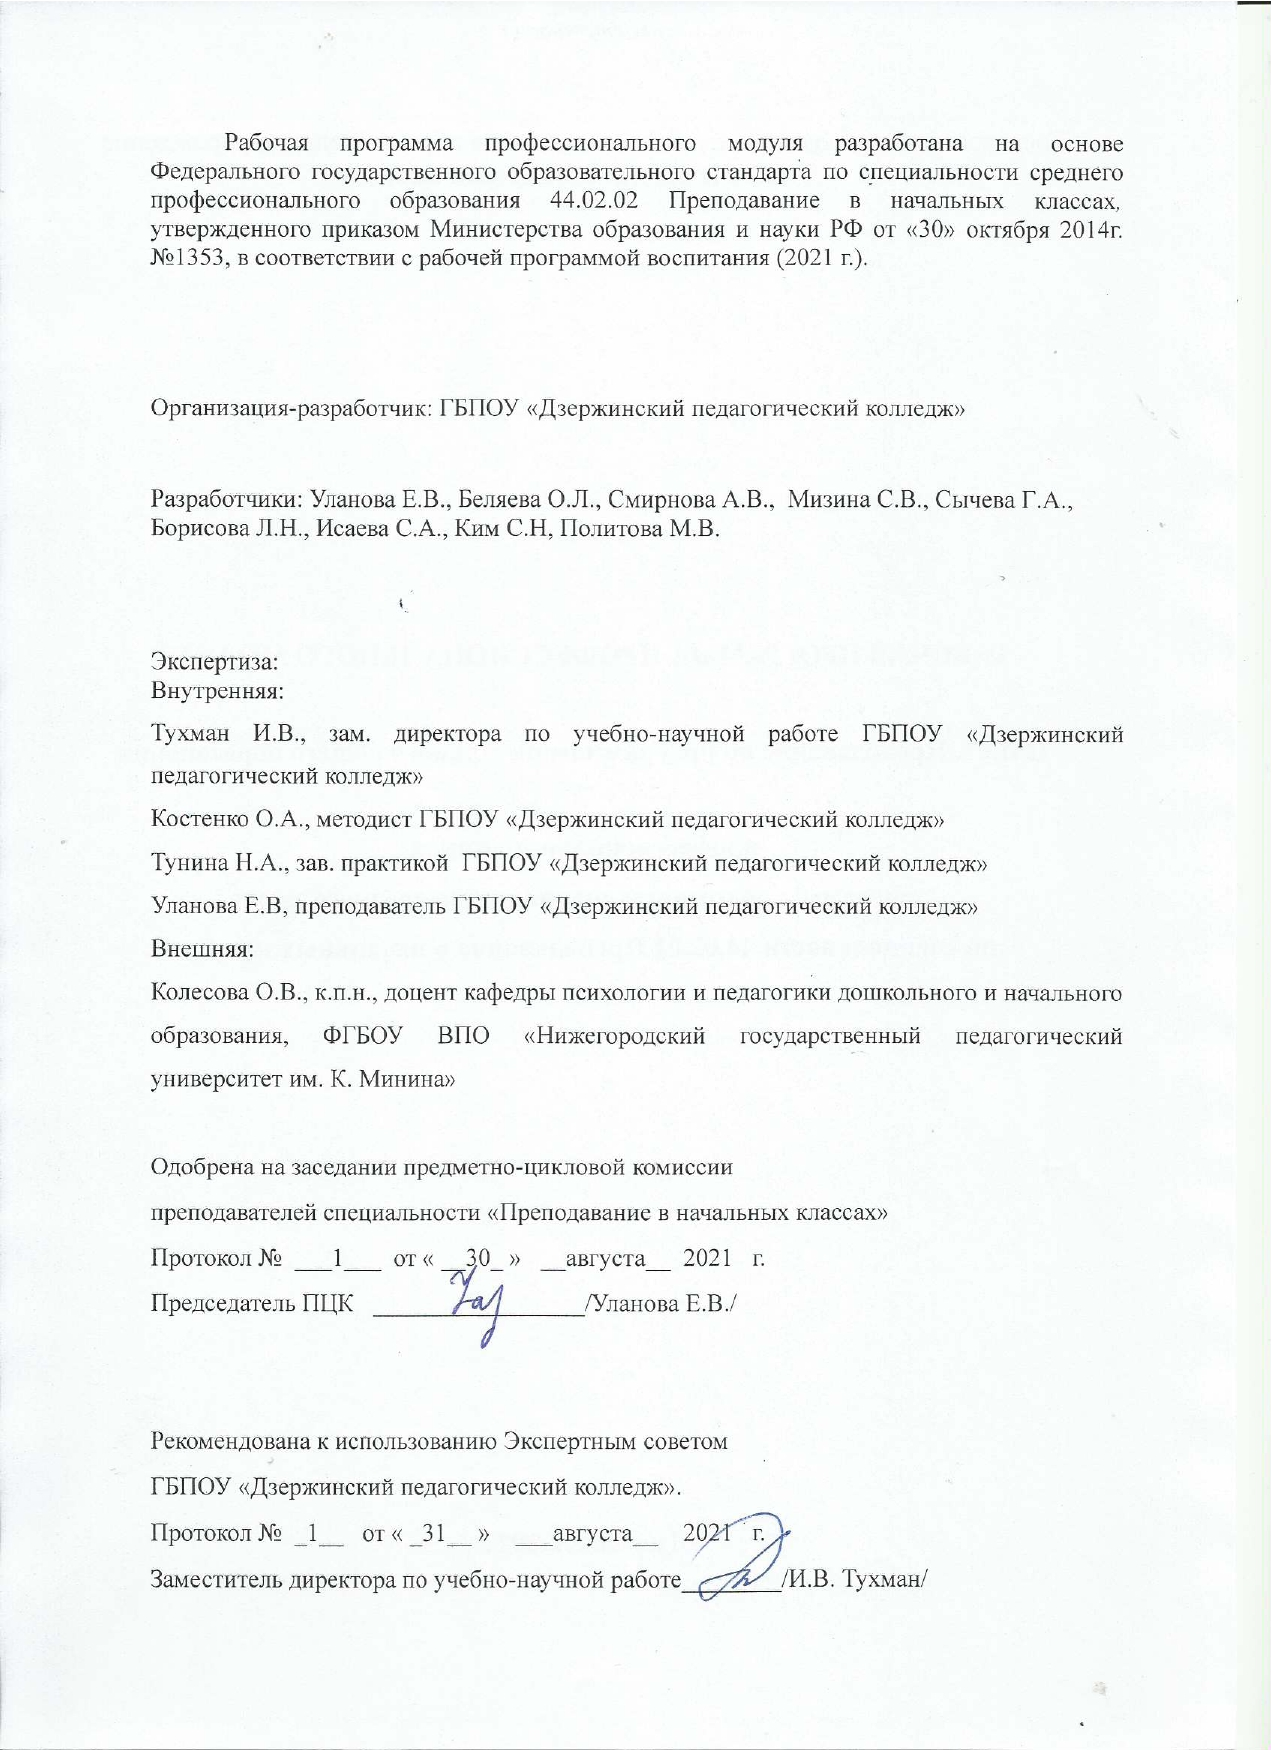 Рабочая программа профессионального модуля разработана на основе
Федерального государственного образовательного стандарта по специальности среднего
профессионального образования 44.02.02 Преподавание в начальных классах,
утвержденного приказом Министерства образования и науки РФ от «30» октября 2014г.
№1353, в соответствии с рабочей программой воспитания (2021 г.).
Организация-разработчик: ГБПОУ «Дзержинский педагогический колледж»
Разработчики: Уланова Е.В., Беляева О.Л., Смирнова А.В., Мизина С.В., Сычева Г.А.,
Борисова Л.Н., Исаева С.А., Ким С.Н, Политова М.В.
Экспертиза:
Внутренняя:
Тухман И.В., зам. директора по учебно-научной работе ГБПОУ «Дзержинский
педагогический колледж»
Костенко О.А., методист ГБПОУ «Дзержинский педагогический колледж»
Тунина Н.А., зав. практикой ГБПОУ «Дзержинский педагогический колледж»
Уланова Е.В, преподаватель ГБПОУ «Дзержинский педагогический колледж»
Внешняя:
Колесова О.В., к.п.н., доцент кафедры психологии и педагогики дошкольного и начального
образования, ФГБОУ ВПО «Нижегородский государственный педагогический
университет им. К. Минина»
Одобрена на заседании предметно-цикловой комиссии
преподавателей специальности «Преподавание в начальных классах»
Протокол № ___1___ от « __30_ » __августа__ 2021 г.
Председатель ПЦК _________________/Уланова Е.В./
Рекомендована к использованию Экспертным советом
ГБПОУ «Дзержинский педагогический колледж».
Протокол № _1__ от « _31__ » ___августа__ 2021 г.
Заместитель директора по учебно-научной работе________/И.В. Тухман/